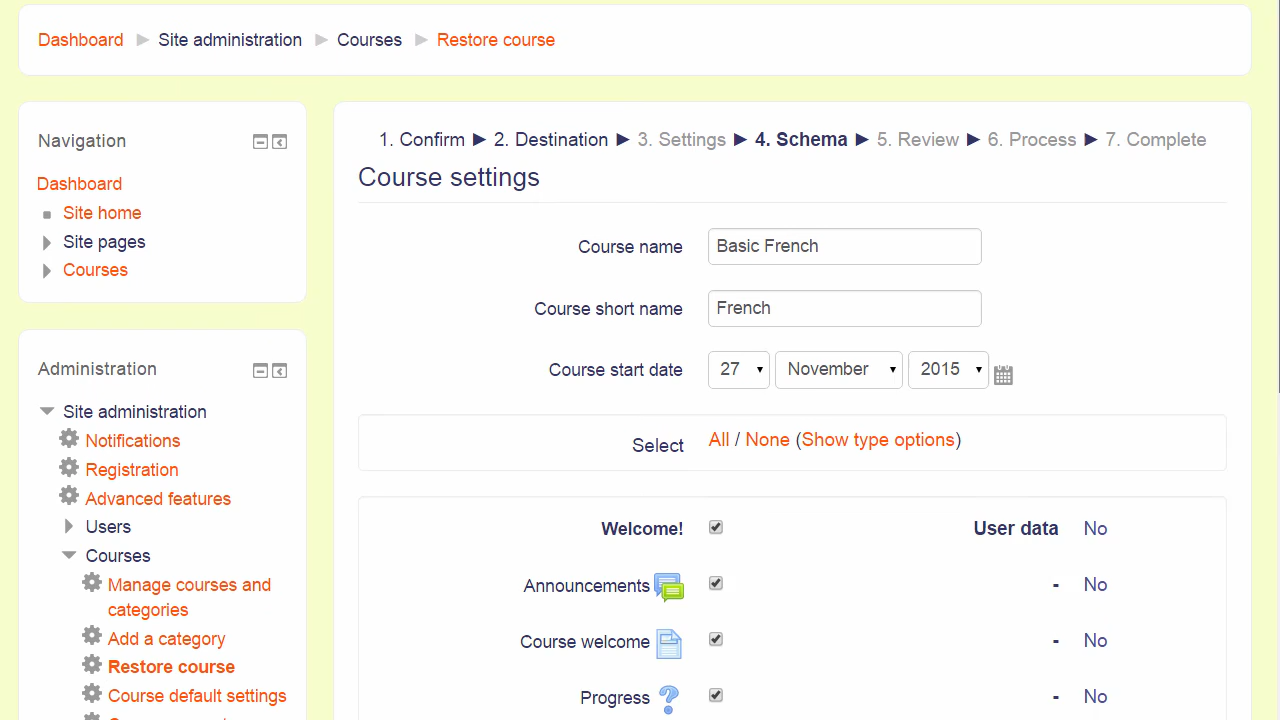 Dashboard Site administration Courses Restore course
Navigation
Dashboard
Site home
Site pages
Courses
Administration
Site administration
Notifications
Registration
Advanced features
Users
Courses
Manage courses and
categories
Add a category
Restore course
Course default settings
1. Confirm ► 2. Destination ► 3. Settings ► 4. Schema ► 5. Review ► 6. Process ► 7. Complete
Course settings
Course name Basic French
Course short name French
Course start date 27 November 2015
Select All / None (Show type options)
Welcome! User data No
Announcements - No
Course welcome - No
Progress - No